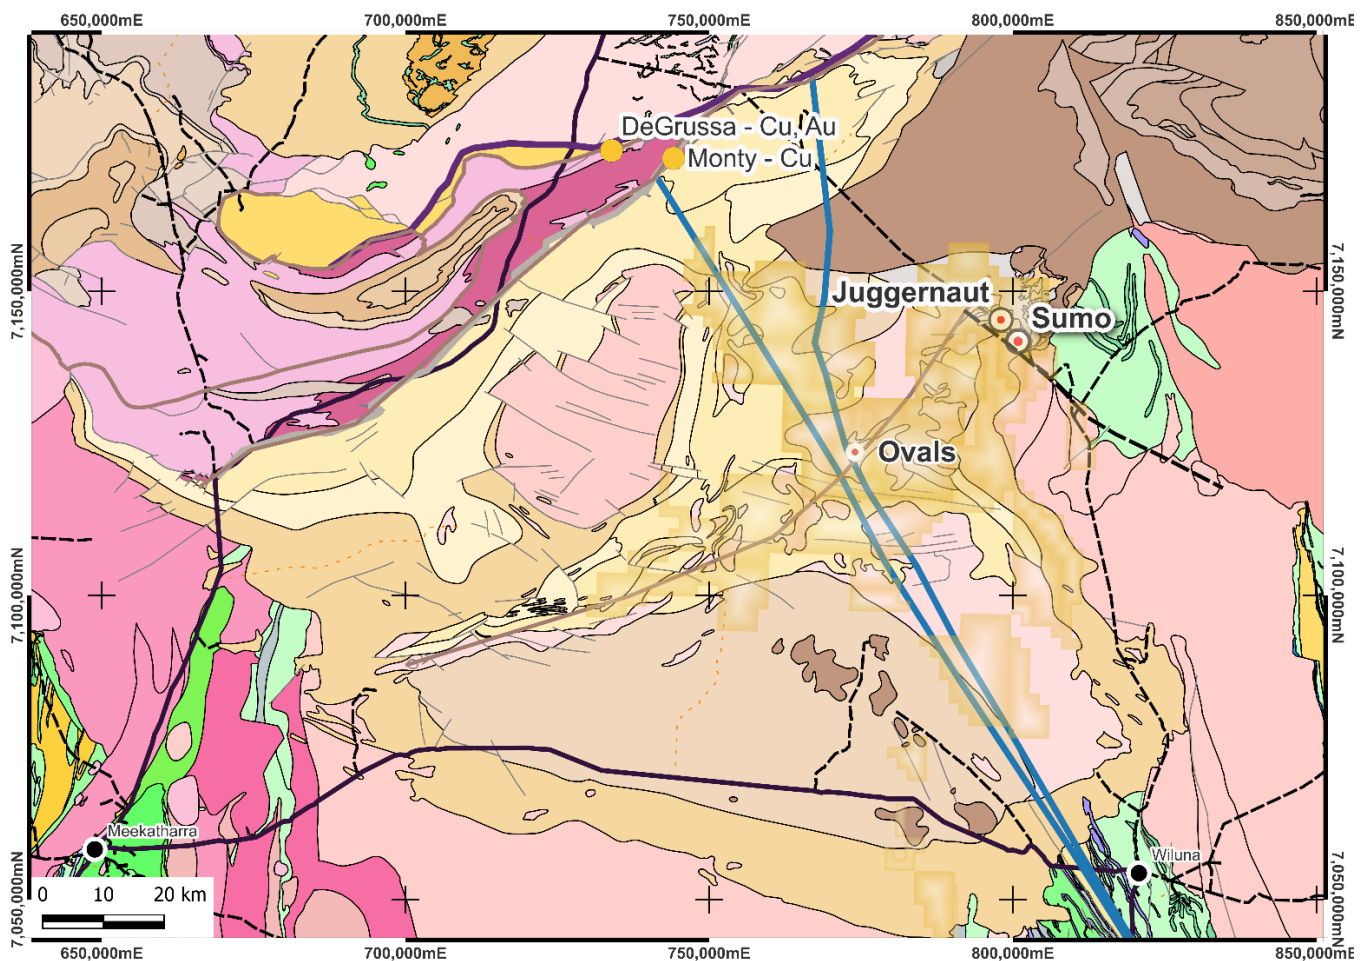 650,000mE 700,000mE 750,000mE 800,000mE 850,000mE
DeGrussa - Cu, Au
Monty - Cu
7,150,000mN
7,150,000mN
Juggernaut
Sumo
Ovals
7,100,000mN
7,100,000mN
Meekatharra
Wiluna
0 10 20 km
7,050,000mN
7,050,000mN
650,000mE 700,000mE 750,000mE 800,000mE 850,000mE